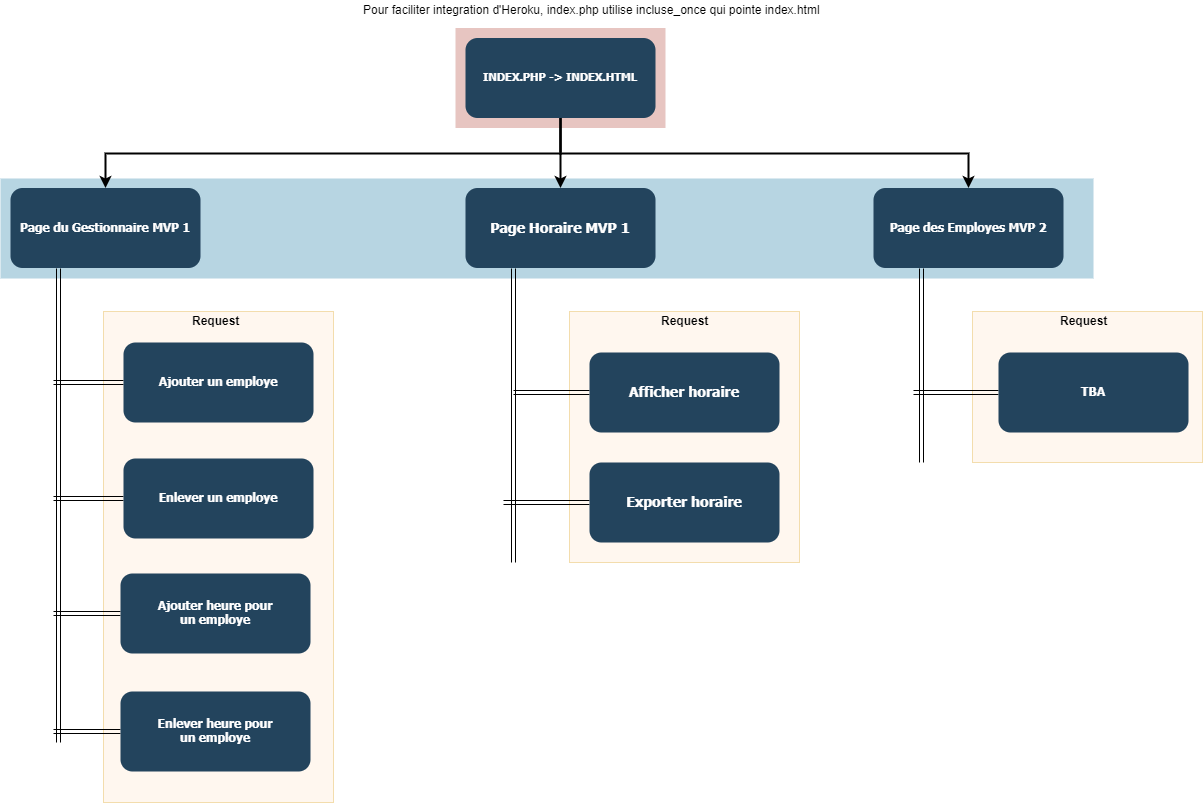 Pour faciliter integration d'Heroku, index.php utilise incluse_once qui pointe index.html
INDEX.PHP -> INDEX.HTML
Page du Gestionnaire MVP 1
Page Horaire MVP 1
Page des Employes MVP 2
Request
Ajouter un employe
Enlever un employe
Ajouter heure pour
un employe
Enlever heure pour
un employe
Request
Afficher horaire
Exporter horaire
Request
TBA